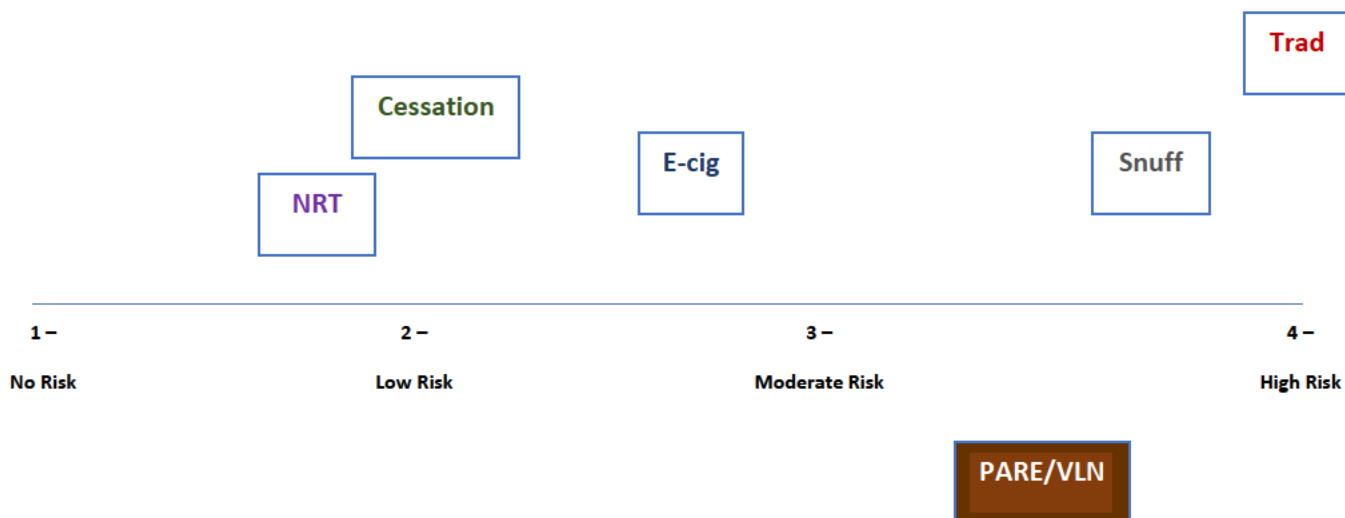 Trad
Cessation
E-cig
Snuff
NRT
1 –
2 –
3 –
4 –
No Risk
Low Risk
Moderate Risk
High Risk
PARE/VLN